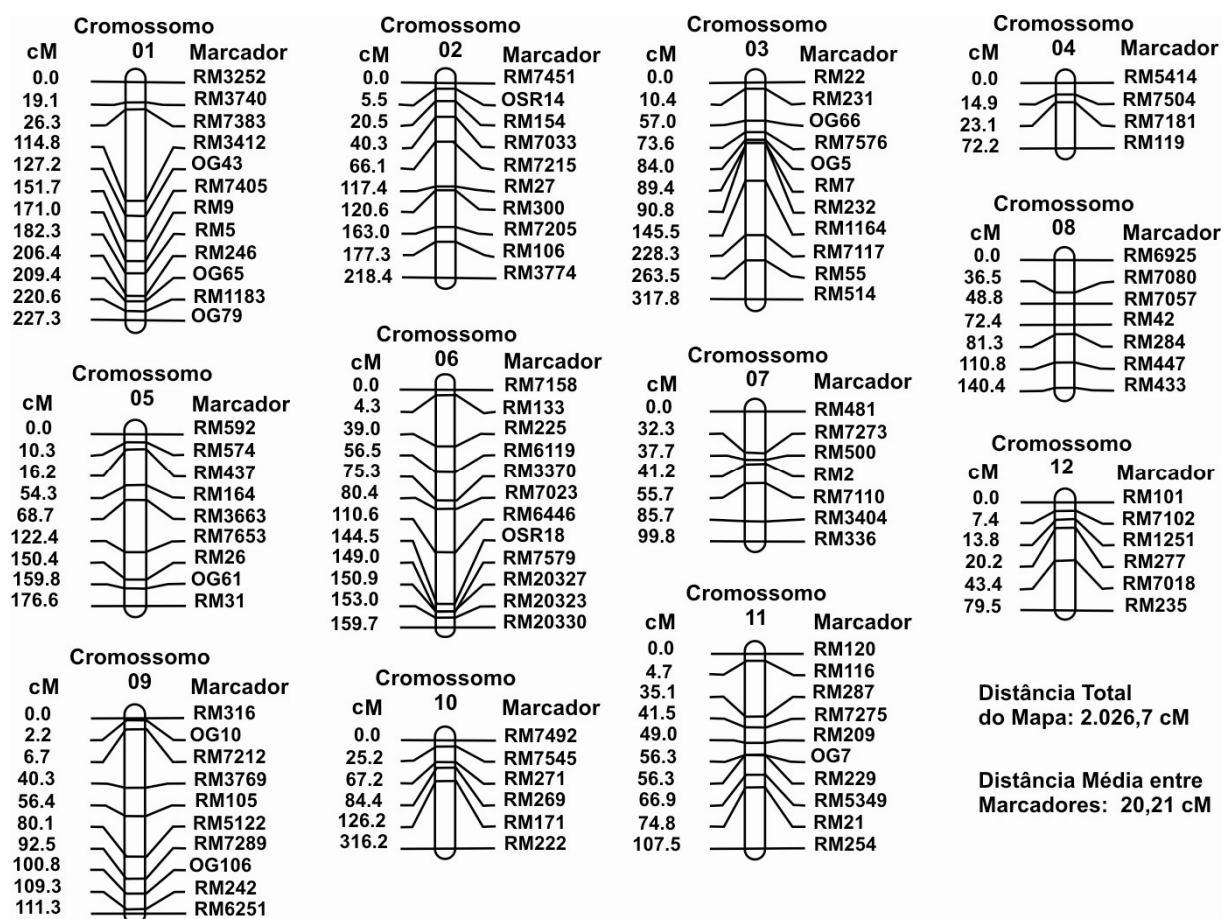 Cromossomo
01
cM Marcador
0.0 RM3252
19.1 RM3740
26.3 RM7383
114.8 RM3412
127.2 OG43
151.7 RM7405
171.0 RM9
182.3 RM5
206.4 RM246
209.4 OG65
220.6 RM1183
227.3 OG79
Cromossomo
02
cM Marcador
0.0 RM7451
5.5 OSR14
20.5 RM154
40.3 RM7033
66.1 RM7215
117.4 RM27
120.6 RM300
163.0 RM7205
177.3 RM106
218.4 RM3774
Cromossomo
03
cM Marcador
0.0 RM22
10.4 RM231
57.0 OG66
73.6 RM7576
84.0 OG5
89.4 RM7
90.8 RM232
145.5 RM1164
228.3 RM7117
263.5 RM55
317.8 RM514
Cromossomo
04
cM Marcador
0.0 RM5414
14.9 RM7504
23.1 RM7181
72.2 RM119
Cromossomo
05
cM Marcador
0.0 RM592
10.3 RM574
16.2 RM437
54.3 RM164
68.7 RM3663
122.4 RM7653
150.4 RM26
159.8 OG61
176.6 RM31
Cromossomo
06
cM Marcador
0.0 RM7158
4.3 RM133
39.0 RM225
56.5 RM6119
75.3 RM3370
80.4 RM7023
110.6 RM6446
144.5 OSR18
149.0 RM7579
150.9 RM20327
153.0 RM20323
159.7 RM20330
Cromossomo
07
cM Marcador
0.0 RM481
32.3 RM7273
37.7 RM500
41.2 RM2
55.7 RM7110
85.7 RM3404
99.8 RM336
Cromossomo
08
cM Marcador
0.0 RM6925
36.5 RM7080
48.8 RM7057
72.4 RM42
81.3 RM284
110.8 RM447
140.4 RM433
Cromossomo
09
cM Marcador
0.0 RM316
2.2 OG10
6.7 RM7212
40.3 RM3769
56.4 RM105
80.1 RM5122
92.5 RM7289
100.8 OG106
109.3 RM242
111.3 RM6251
Cromossomo
10
cM Marcador
0.0 RM7492
25.2 RM7545
67.2 RM271
84.4 RM269
126.2 RM171
316.2 RM222
Cromossomo
11
cM Marcador
0.0 RM120
4.7 RM116
35.1 RM287
41.5 RM7275
49.0 RM209
56.3 OG7
56.3 RM229
66.9 RM5349
74.8 RM21
107.5 RM254
Cromossomo
12
cM Marcador
0.0 RM101
7.4 RM7102
13.8 RM1251
20.2 RM277
43.4 RM7018
79.5 RM235
Distância Total
do Mapa: 2.026,7 cM
Distância Média entre
Marcadores: 20,21 cM